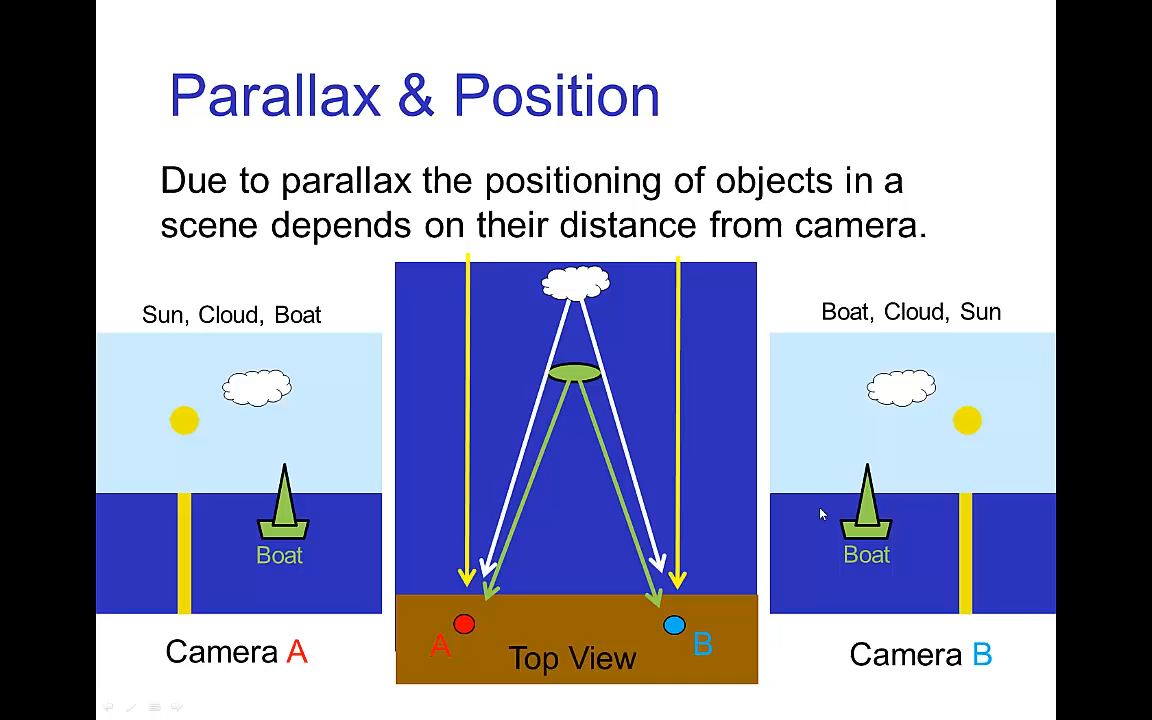 Parallax & Position
Due to parallax the positioning of objects in a
scene depends on their distance from camera.
Sun, Cloud, Boat
Boat, Cloud, Sun
Boat
Boat
Camera A
A
Top View
B
Camera B